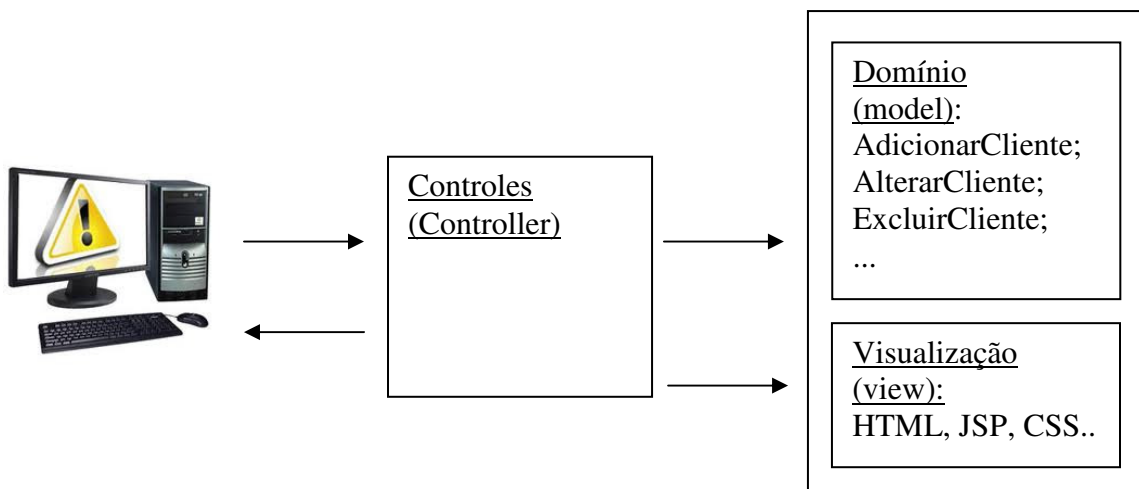 Controles
(Controller)
Domínio
(model):
AdicionarCliente;
AlterarCliente;
ExcluirCliente;
...
Visualização
(view):
HTML, JSP, CSS..